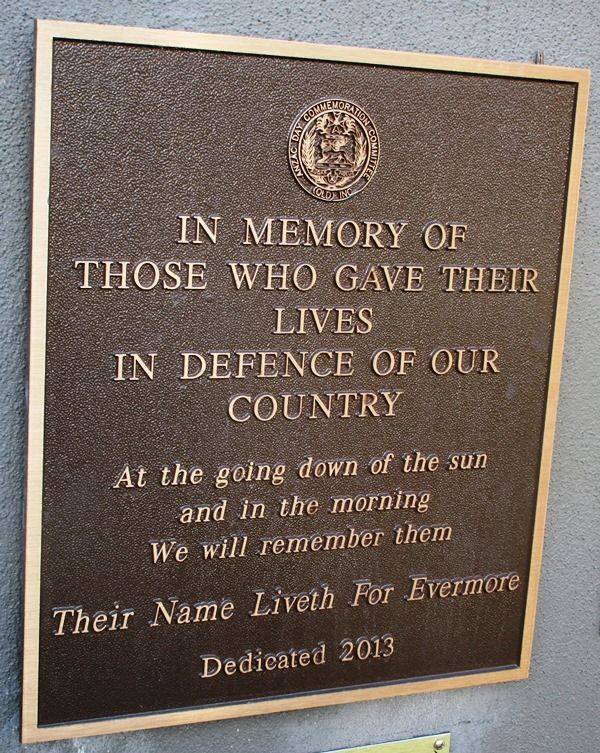 ANZAC DAY COMMEMORATION COMMITTEE
(QLD) INC
IN MEMORY OF
THOSE WHO GAVE THEIR
LIVES
IN DEFENCE OF OUR
COUNTRY
At the going down of the sun
and in the morning
We will remember them
Their Name Liveth For Evermore
Dedicated 2013